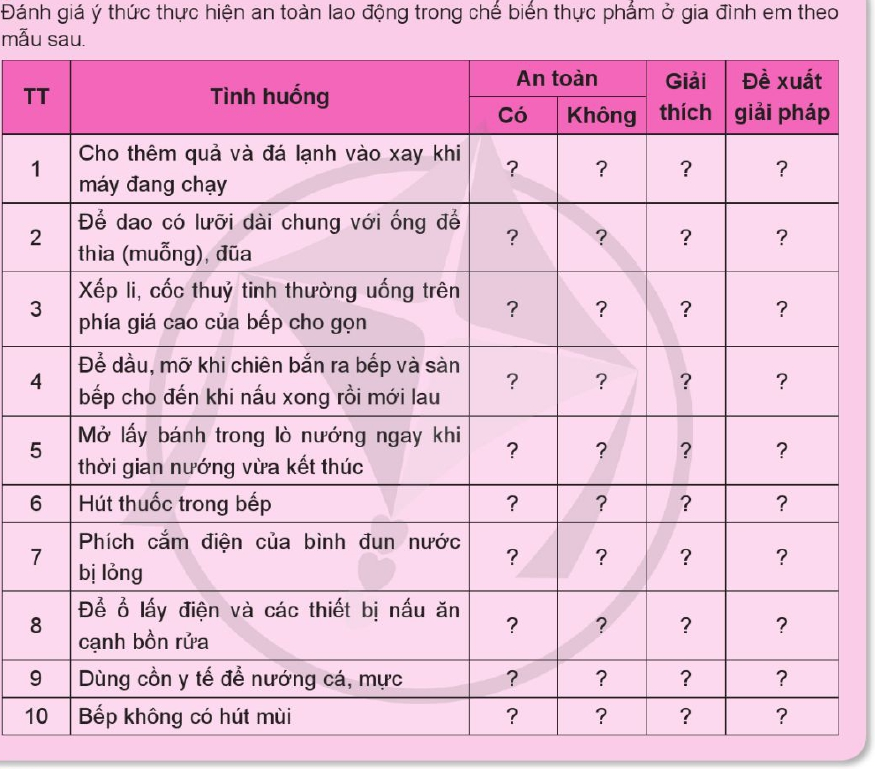 Đánh giá ý thức thực hiện an toàn lao động trong chế biến thực phẩm ở gia đình em theo
mẫu sau.
TT
Tình huống
An toàn
Có
Không
Giải
thích
Đề xuất
giải pháp
1
Cho thêm quả và đá lạnh vào xay khi
máy đang chạy
?
?
?
?
2
Để dao có lưỡi dài chung với ống để
thìa (muỗng), đũa
?
?
?
?
3
Xếp li, cốc thuỷ tinh thường uống trên
phía giá cao của bếp cho gọn
?
?
?
?
4
Để dầu, mỡ khi chiên bắn ra bếp và sàn
bếp cho đến khi nấu xong rồi mới lau
?
?
?
?
5
Mở lấy bánh trong lò nướng ngay khi
thời gian nướng vừa kết thúc
?
?
?
?
6
Hút thuốc trong bếp
?
?
?
?
7
Phích cắm điện của bình đun nước
bị lỏng
?
?
?
?
8
Để ổ lấy điện và các thiết bị nấu ăn
cạnh bồn rửa
?
?
?
?
9
Dùng cồn y tế để nướng cá, mực
?
?
?
?
10
Bếp không có hút mùi
?
?
?
?